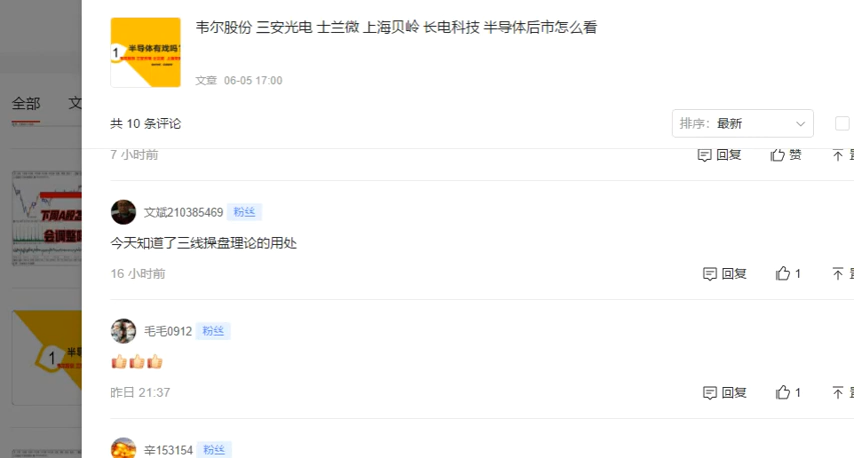 韦尔股份 三安光电 士兰微 上海贝岭 长电科技 半导体后市怎么看
1 半导体有戏吗?
文章 06-05 17:00
全部 文
共 10 条评论
排序: 最新
7 小时前
回复 赞
文斌210385469 粉丝
今天知道了三线操盘理论的用处
16 小时前
回复 1
毛毛0912 粉丝
👍👍👍
昨日 21:37
回复 1
1 半导
辛153154 粉丝